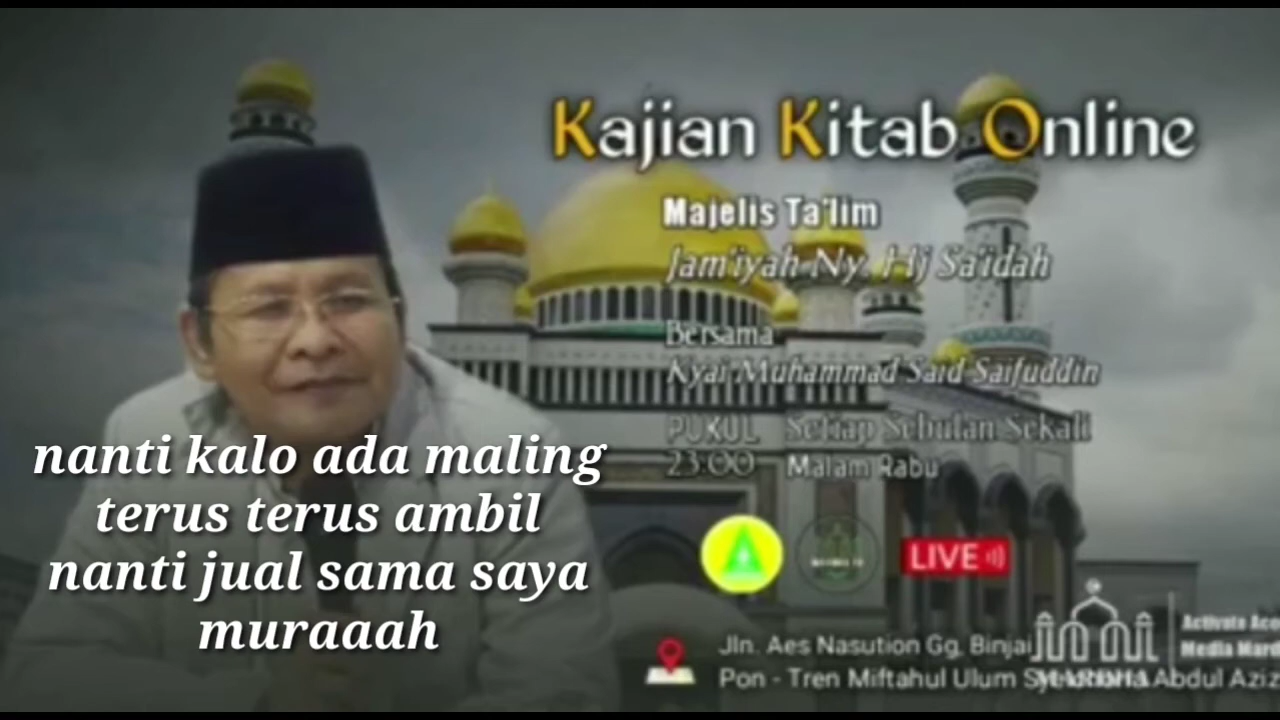 Kajian Kitab Online
Majelis Ta'lim
Jam'iyah Ny. Hj Sa'idah
Bersama
Kyai Muhammad Said Saifuddin
PUKUL Setiap Sebulan Sekali
23.00 Malam Rabu
nanti kalo ada maling
terus terus ambil
nanti jual sama saya
muraaah
LIVE
Jln. Aes Nasution Gg. Binjai
Pon - Tren Miftahul Ulum Abdul Aziz
Media